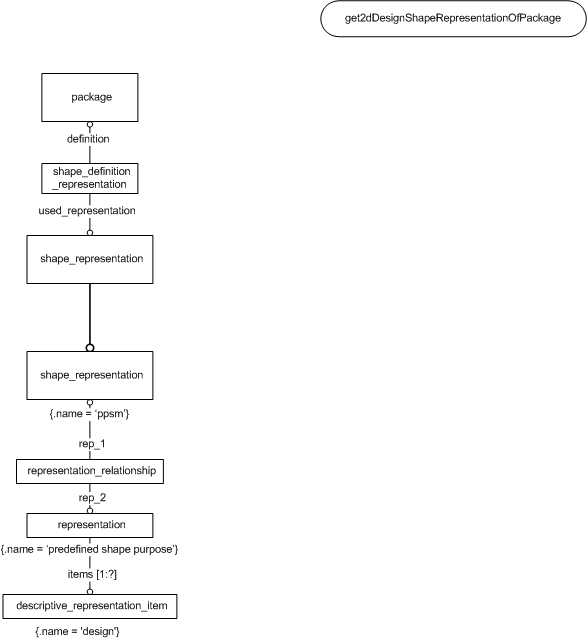 get2dDesignShapeRepresentationOfPackage
package
definition
shape_definition
_representation
used_representation
shape_representation
shape_representation
{.name = ‘ppsm’}
rep_1
representation_relationship
rep_2
representation
{.name = ‘predefined shape purpose’}
items [1:?]
descriptive_representation_item
{.name = 'design'}